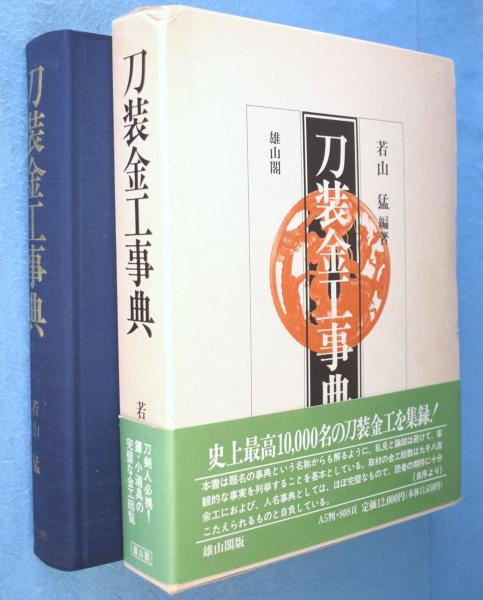 刀装金工事典
若山 猛
刀装金工事典
若
刀剣人必携!
鐔・小道具の
完璧な金工総覧
雄山閣
若山 猛 編著
刀装金工事典
雄山閣
史上最高10,000名の刀装金工を集録!
本書は題名の事典という名称からも解るように、私見と論説は避けて、客
観的な事実を列挙することを基本としている。取材の金工総数は九千八百
余工におよび、人名事典としては、ほぼ完璧なもので、読者の期待に十分
こたえられるものと自負している。
〔自序より〕
A5判・808頁 定価12,000円(本体11,650円)
雄山閣版